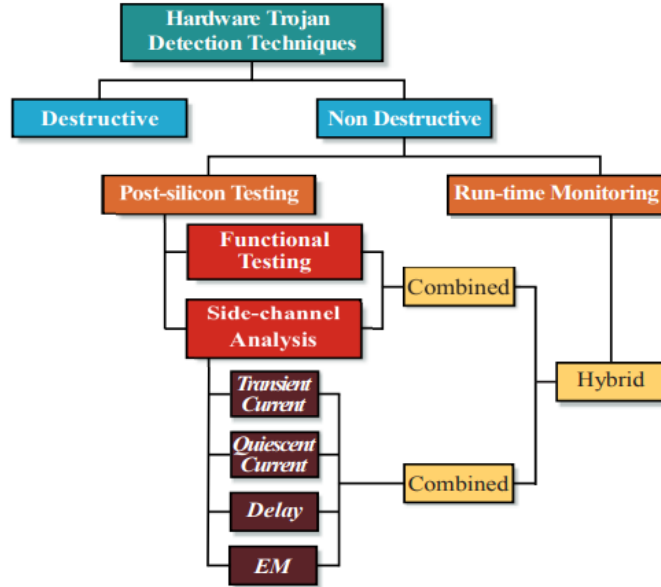 Hardware Trojan
Detection Techniques
Destructive
Non Destructive
Post-silicon Testing
Run-time Monitoring
Functional
Testing
Combined
Side-channel
Analysis
Hybrid
Transient
Current
Quiescent
Current
Combined
Delay
EM